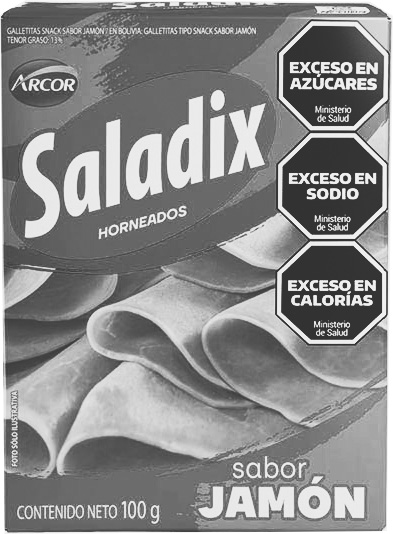 GALLETITAS SNACK SABOR JAMÓN / EN BOLIVIA: GALLETITAS TIPO SNACK SABOR JAMÓN
TENOR GRASO: 13%
ARCOR
Saladix
HORNEADOS
EXCESO EN
AZÚCARES
Ministerio
de Salud
EXCESO EN
SODIO
Ministerio
de Salud
EXCESO EN
CALORÍAS
Ministerio
de Salud
FOTO SÓLO ILUSTRATIVA
sabor
JAMÓN
CONTENIDO NETO 100 g